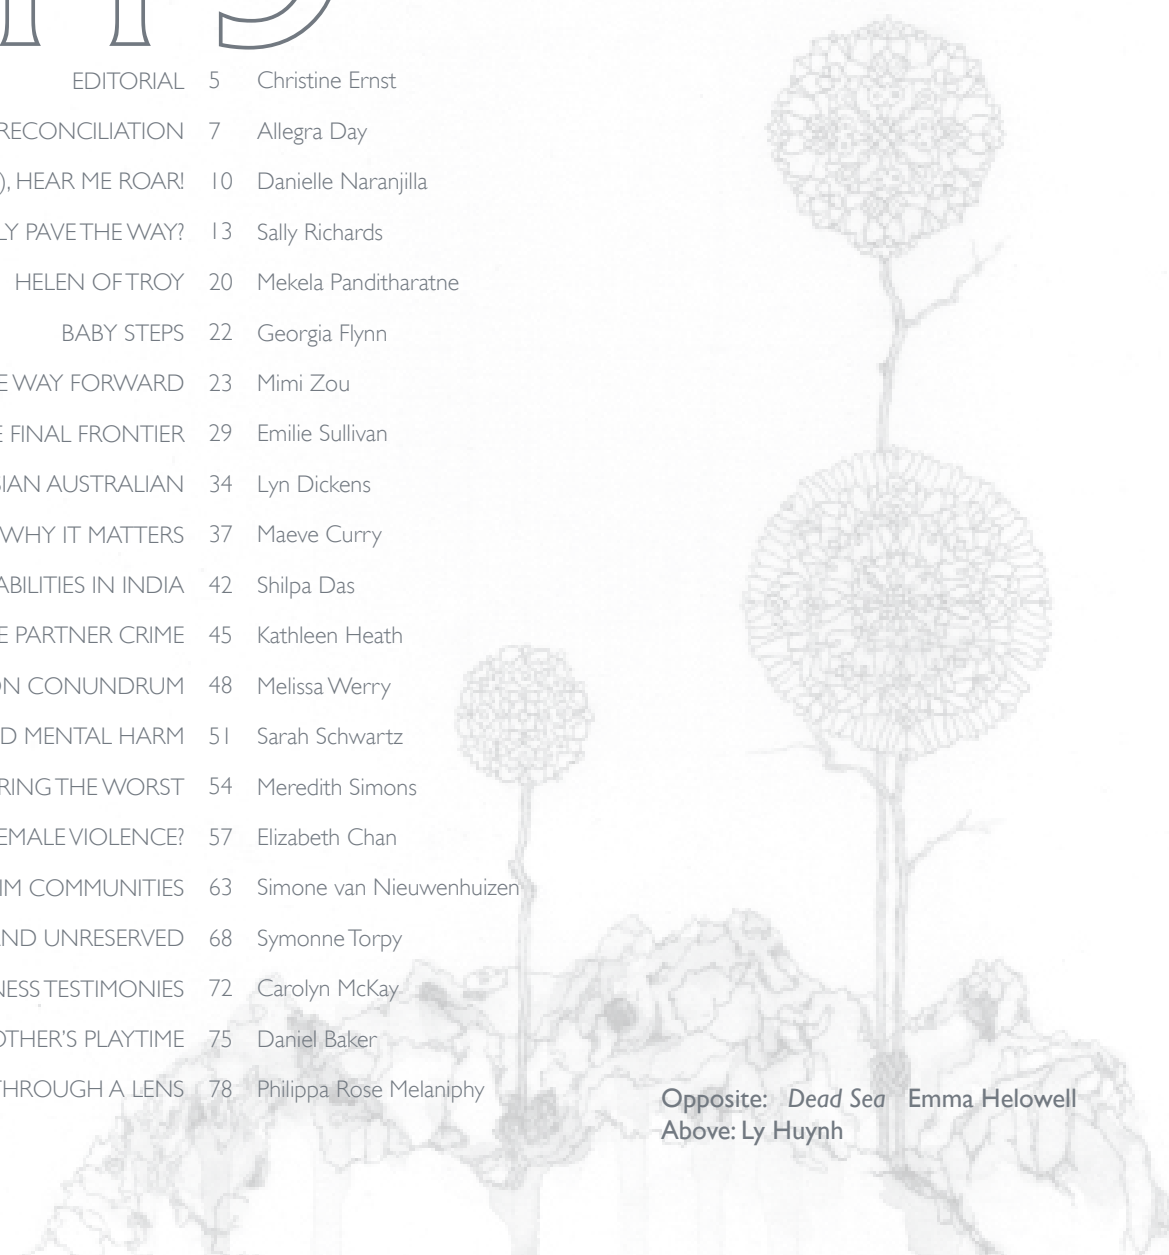 EDITORIAL 5 Christine Ernst
RECONCILIATION 7 Allegra Day
), HEAR ME ROAR! 10 Danielle Naranjilla
LY PAVE THE WAY? 13 Sally Richards
HELEN OF TROY 20 Mekela Panditharatne
BABY STEPS 22 Georgia Flynn
E WAY FORWARD 23 Mimi Zou
E FINAL FRONTIER 29 Emilie Sullivan
SIAN AUSTRALIAN 34 Lyn Dickens
WHY IT MATTERS 37 Maeve Curry
ABILITIES IN INDIA 42 Shilpa Das
E PARTNER CRIME 45 Kathleen Heath
ON CONUNDRUM 48 Melissa Werry
D MENTAL HARM 51 Sarah Schwartz
RING THE WORST 54 Meredith Simons
EMALE VIOLENCE? 57 Elizabeth Chan
IM COMMUNITIES 63 Simone van Nieuwenhuizen
AND UNRESERVED 68 Symonne Torpy
NESS TESTIMONIES 72 Carolyn McKay
OTHER'S PLAYTIME 75 Daniel Baker
THROUGH A LENS 78 Philippa Rose Melaniphy
Opposite: Dead Sea Emma Helowell
Above: Ly Huynh